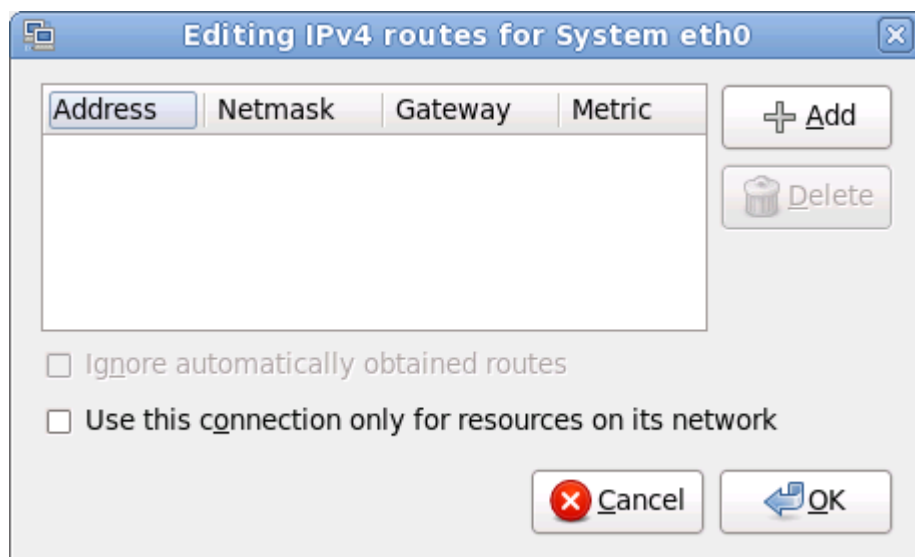 Editing IPv4 routes for System eth0
Address Netmask Gateway Metric
Add
Delete
Ignore automatically obtained routes
Use this connection only for resources on its network
Cancel OK